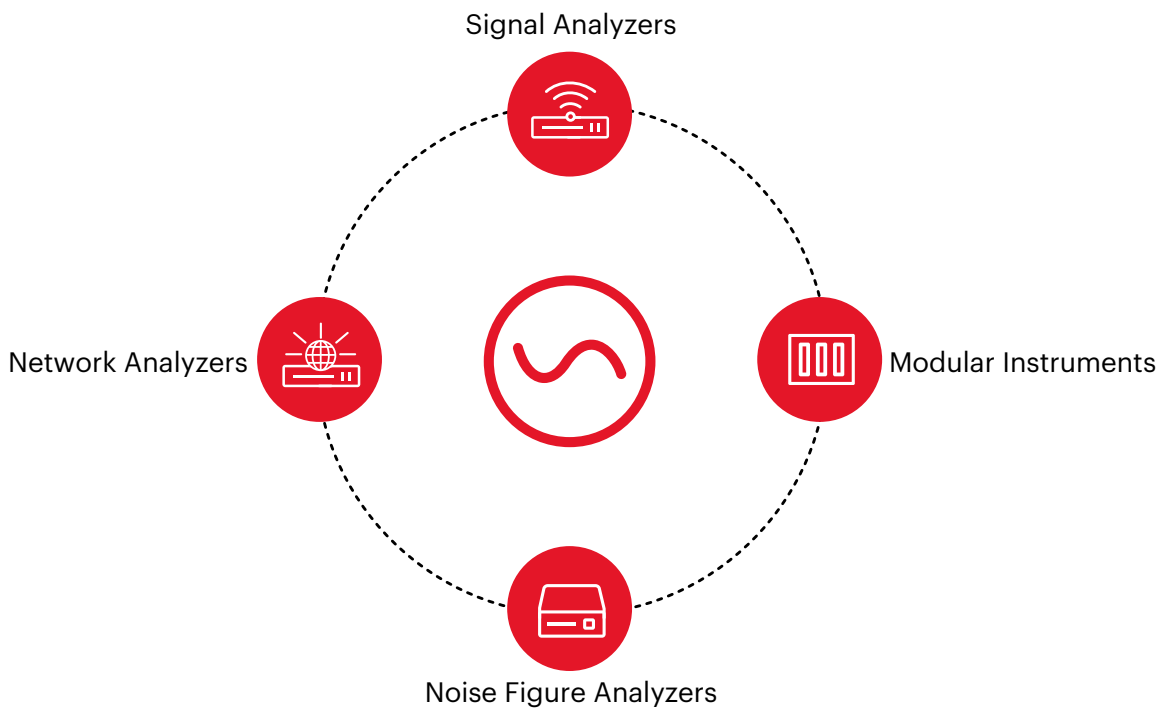 Signal Analyzers
Network Analyzers
Modular Instruments
Noise Figure Analyzers